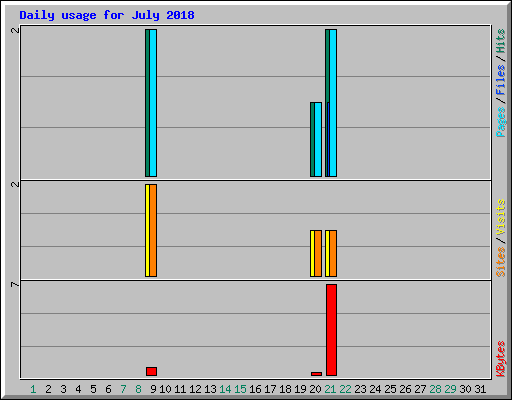 Daily usage for July 2018
2
Pages / Files / Hits
2
Sites / Visits
7
KBytes
1 2 3 4 5 6 7 8 9 10 11 12 13 14 15 16 17 18 19 20 21 22 23 24 25 26 27 28 29 30 31